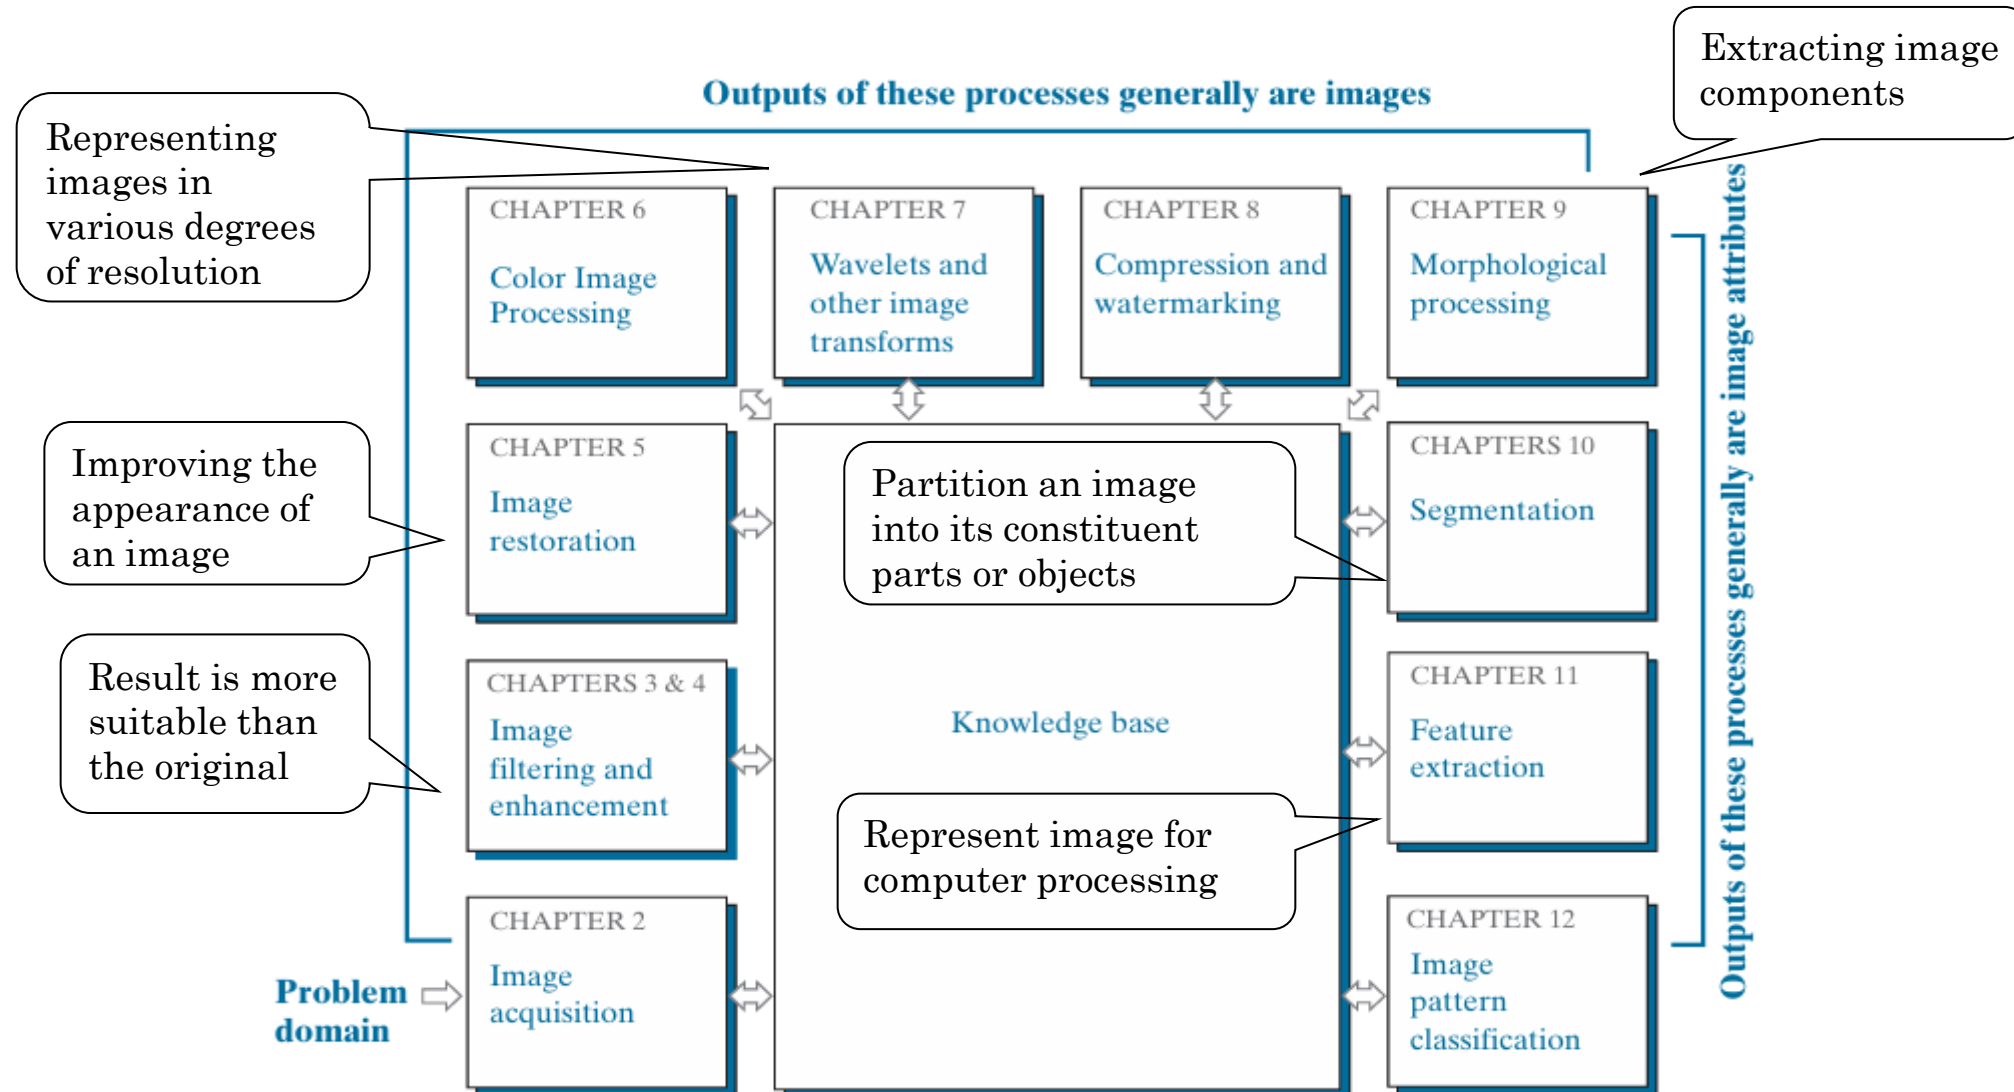 Outputs of these processes generally are images
Extracting image
components
Representing
images in
various degrees
of resolution
CHAPTER 6
Color Image
Processing
CHAPTER 7
Wavelets and
other image
transforms
CHAPTER 8
Compression and
watermarking
CHAPTER 9
Morphological
processing
Outputs of these processes generally are image attributes
Improving the
appearance of
an image
CHAPTER 5
Image
restoration
Partition an image
into its constituent
parts or objects
CHAPTERS 10
Segmentation
Result is more
suitable than
the original
CHAPTERS 3 & 4
Image
filtering and
enhancement
Knowledge base
CHAPTER 11
Feature
extraction
Represent image for
computer processing
Problem
domain
CHAPTER 2
Image
acquisition
CHAPTER 12
Image
pattern
classification